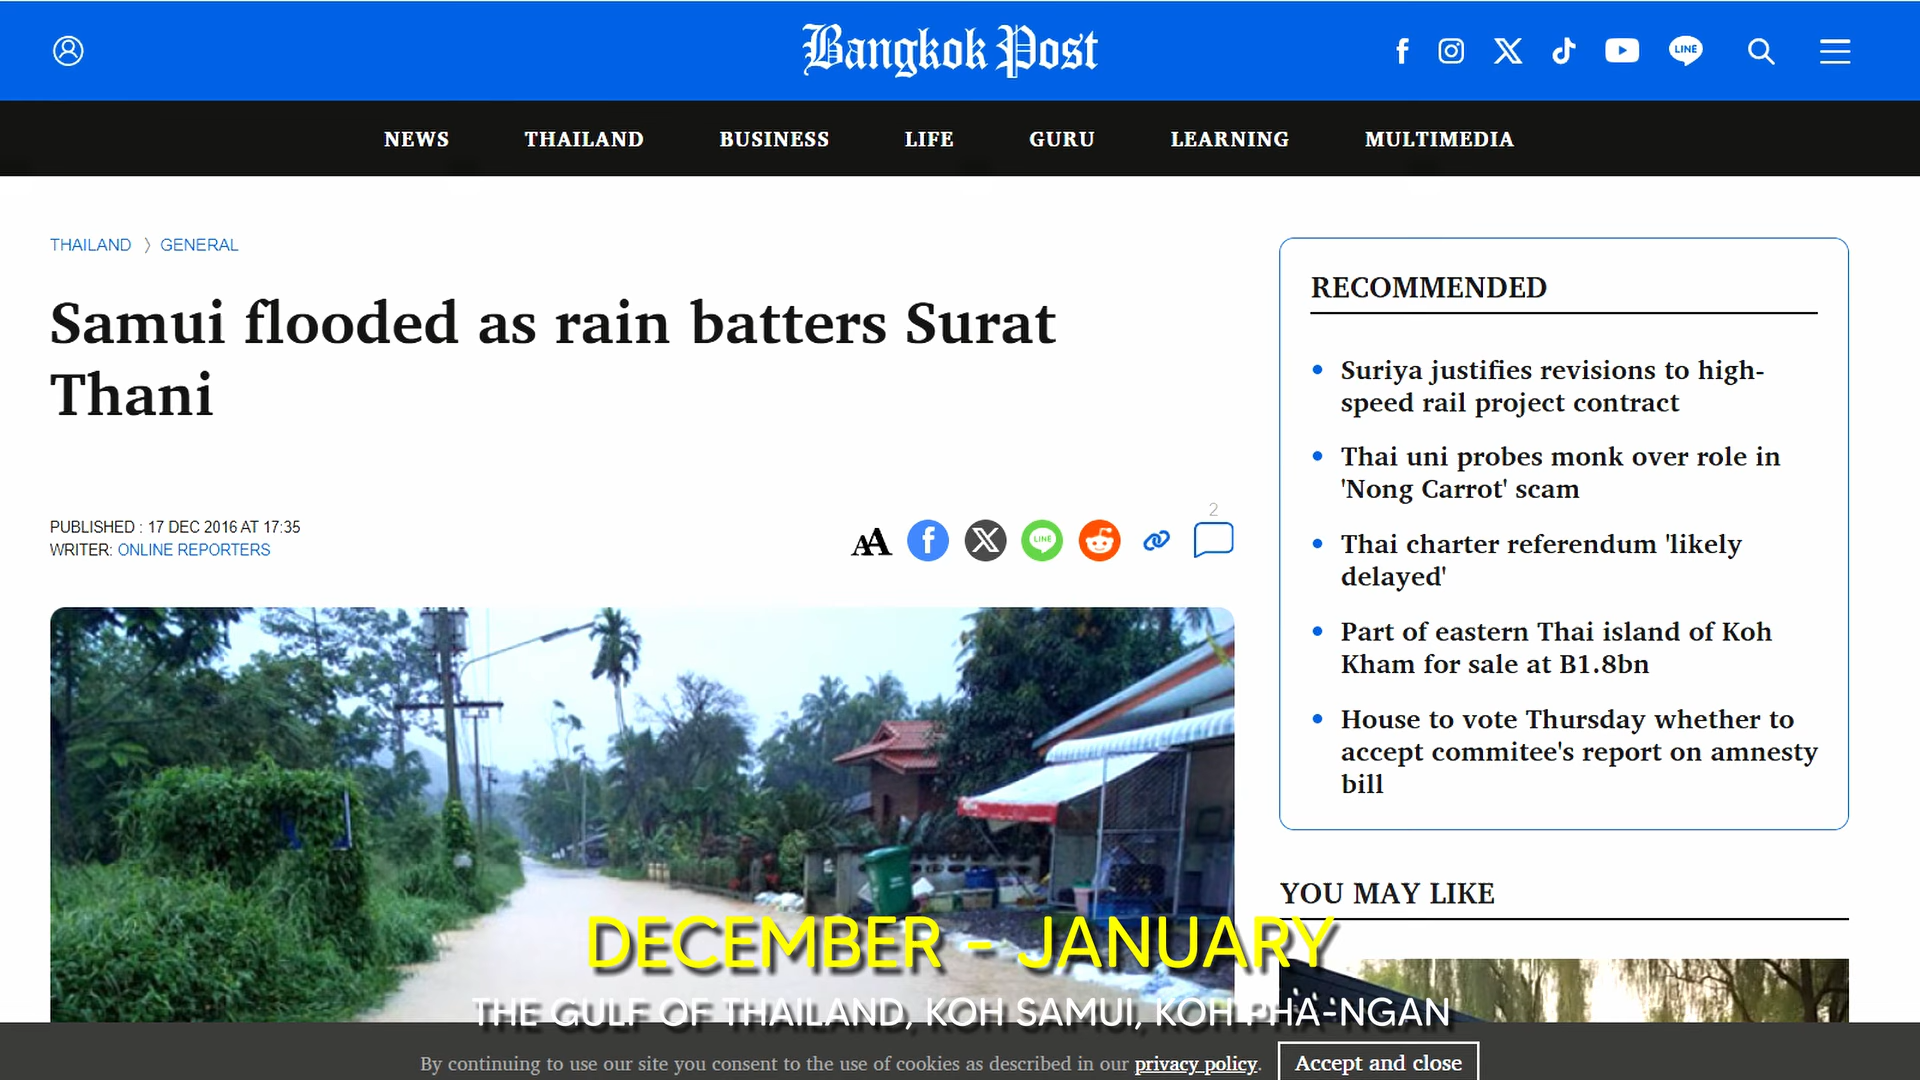 Bangkok Post
LINE
NEWS THAILAND BUSINESS LIFE GURU LEARNING MULTIMEDIA
THAILAND 〉 GENERAL
Samui flooded as rain batters Surat
Thani
PUBLISHED : 17 DEC 2016 AT 17:35
WRITER: ONLINE REPORTERS
AA
LINE
2
RECOMMENDED
• Suriya justifies revisions to high-
speed rail project contract
• Thai uni probes monk over role in
'Nong Carrot' scam
• Thai charter referendum 'likely
delayed'
• Part of eastern Thai island of Koh
Kham for sale at B1.8bn
• House to vote Thursday whether to
accept commitee's report on amnesty
bill
YOU MAY LIKE
DECEMBER - JANUARY
THE GULF OF THAILAND, KOH SAMUI, KOH PHA-NGAN
By continuing to use our site you consent to the use of cookies as described in our privacy policy.
Accept and close